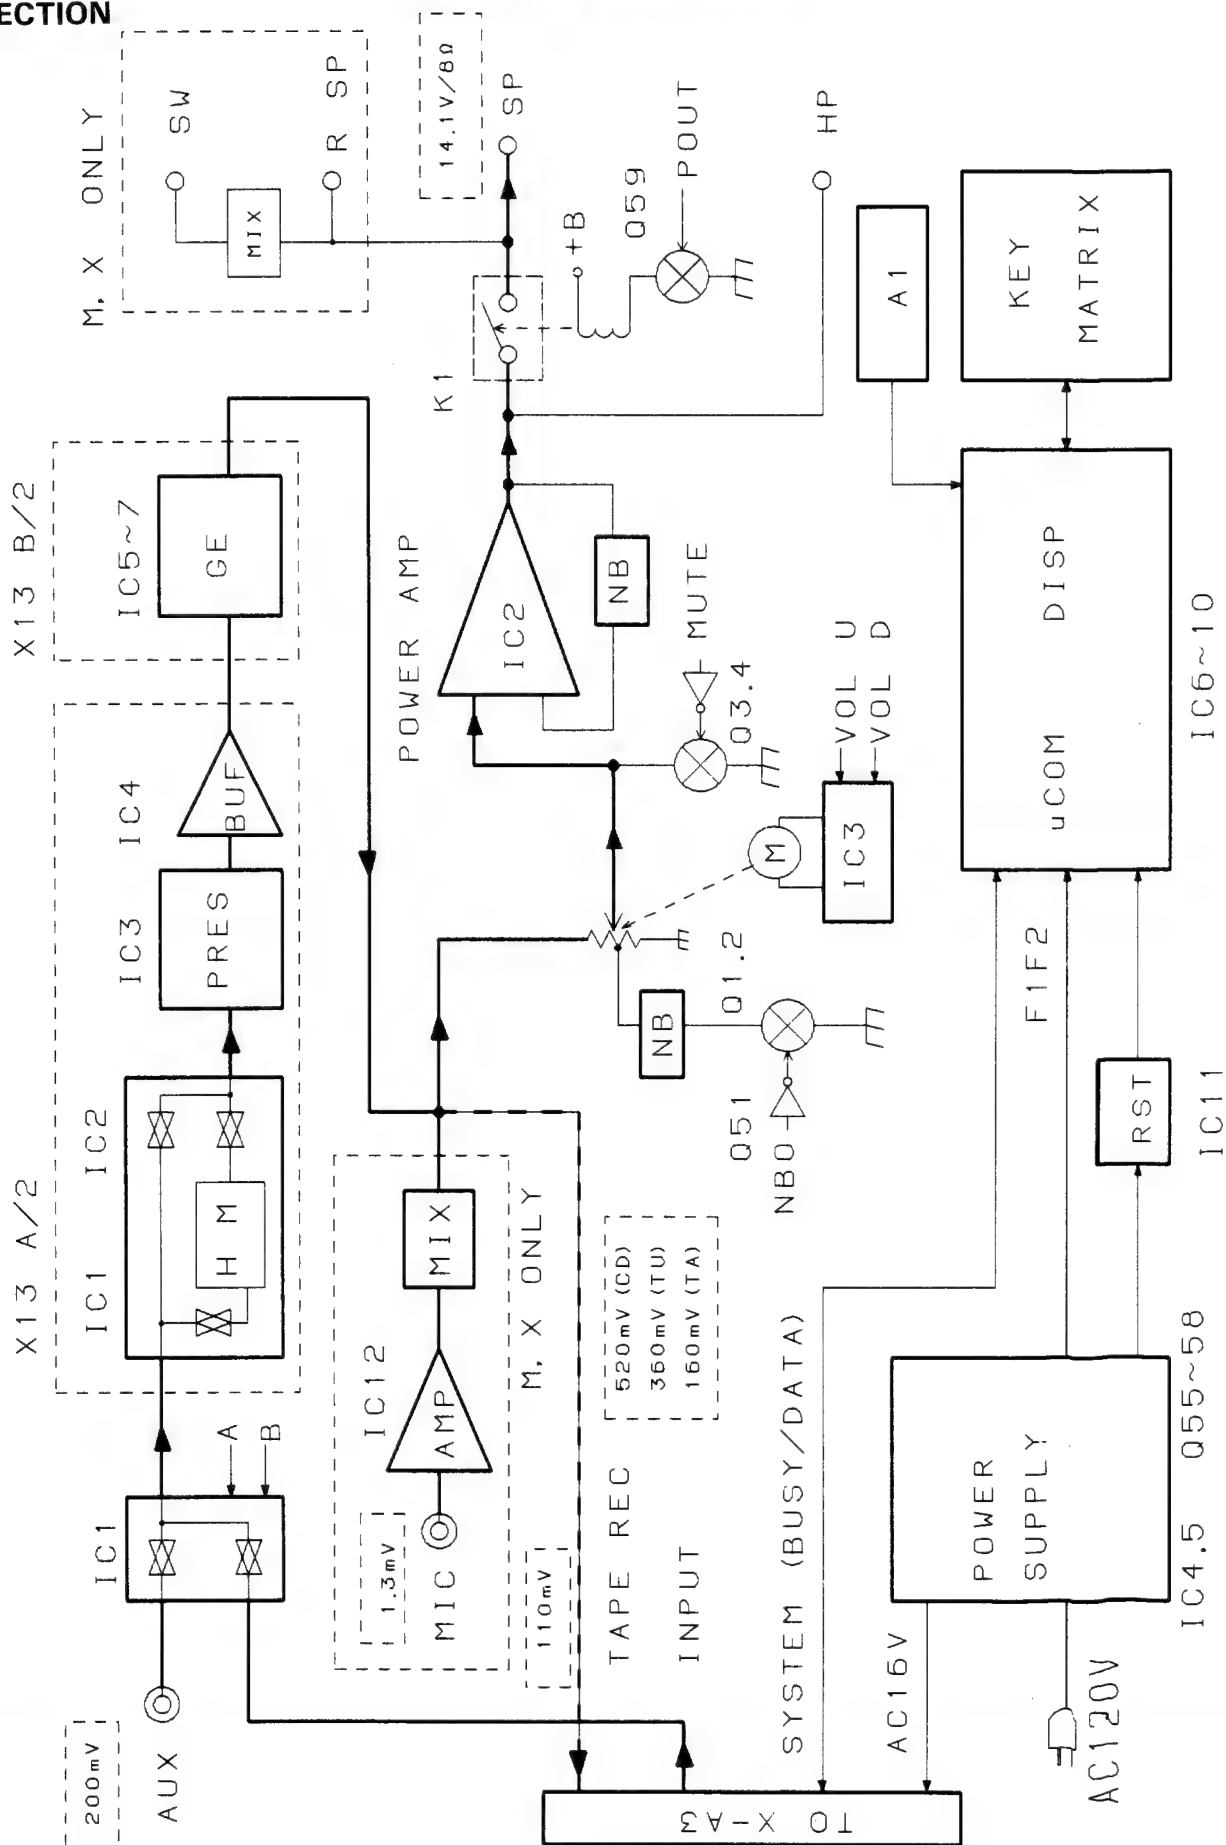 ECTION
200mV
AUX
IC1
A
B
X13 A/2
IC1
IC2
H M
IC3
PRES
IC4
BUF
X13 B/2
IC5~7
GE
M, X ONLY
SW
MIX
R SP
14.1V/8Ω
SP
1.3mV
MIC
IC12
AMP
MIX
M, X ONLY
POWER AMP
IC2
NB
K1
+B
Q59
POUT
HP
110mV
TAPE REC
INPUT
520mV (CD)
360mV (TU)
160mV (TA)
NB
Q1.2
Q51
NBO
MUTE
Q3.4
M
IC3
VOL U
VOL D
A1
KEY
MATRIX
uCOM DISP
IC6~10
F1F2
RST
IC11
SYSTEM (BUSY/DATA)
AC16V
POWER
SUPPLY
IC4.5 Q55~58
AC120V
TO X-A3